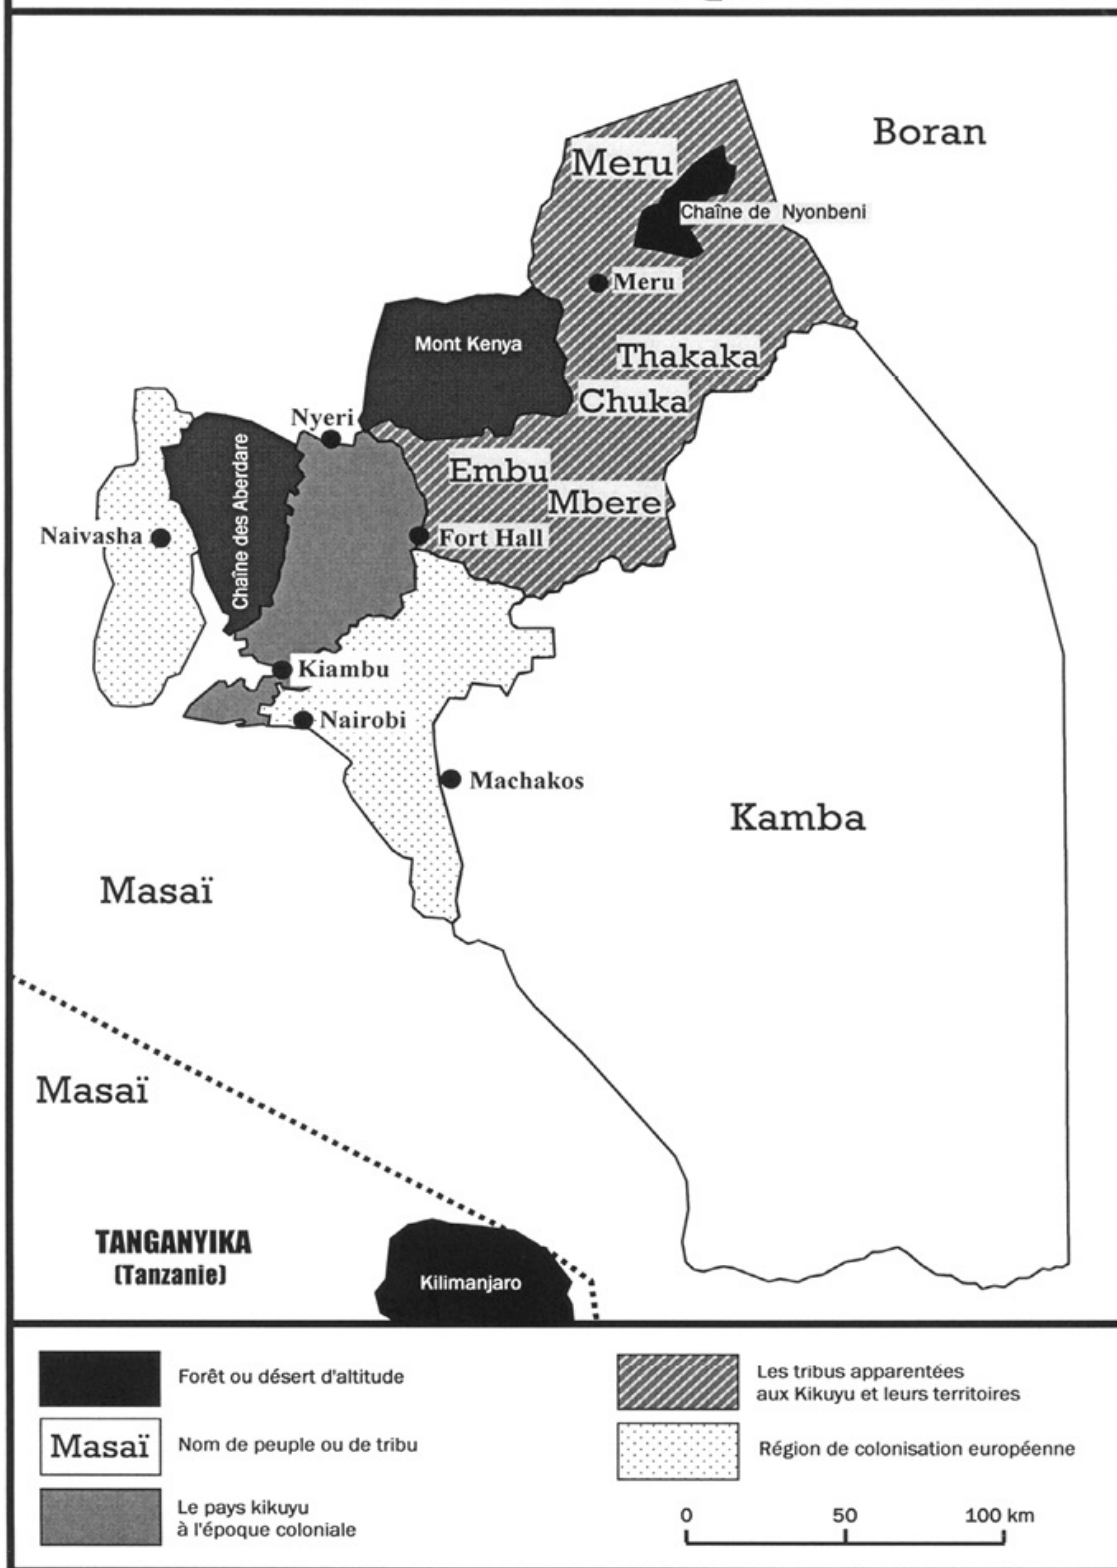 Boran
Meru
Chaîne de Nyonbeni
Meru
Mont Kenya
Thakaka
Chuka
Nyeri
Chaîne des Aberdare
Embu
Mbere
Naivasha
Fort Hall
Kiambu
Nairobi
Machakos
Kamba
Masaï
Masaï
TANGANYIKA
(Tanzanie)
Kilimanjaro
Forêt ou désert d'altitude
Masaï
Nom de peuple ou de tribu
Le pays kikuyu
à l'époque coloniale
Les tribus apparentées
aux Kikuyu et leurs territoires
Région de colonisation européenne
0 50 100 km